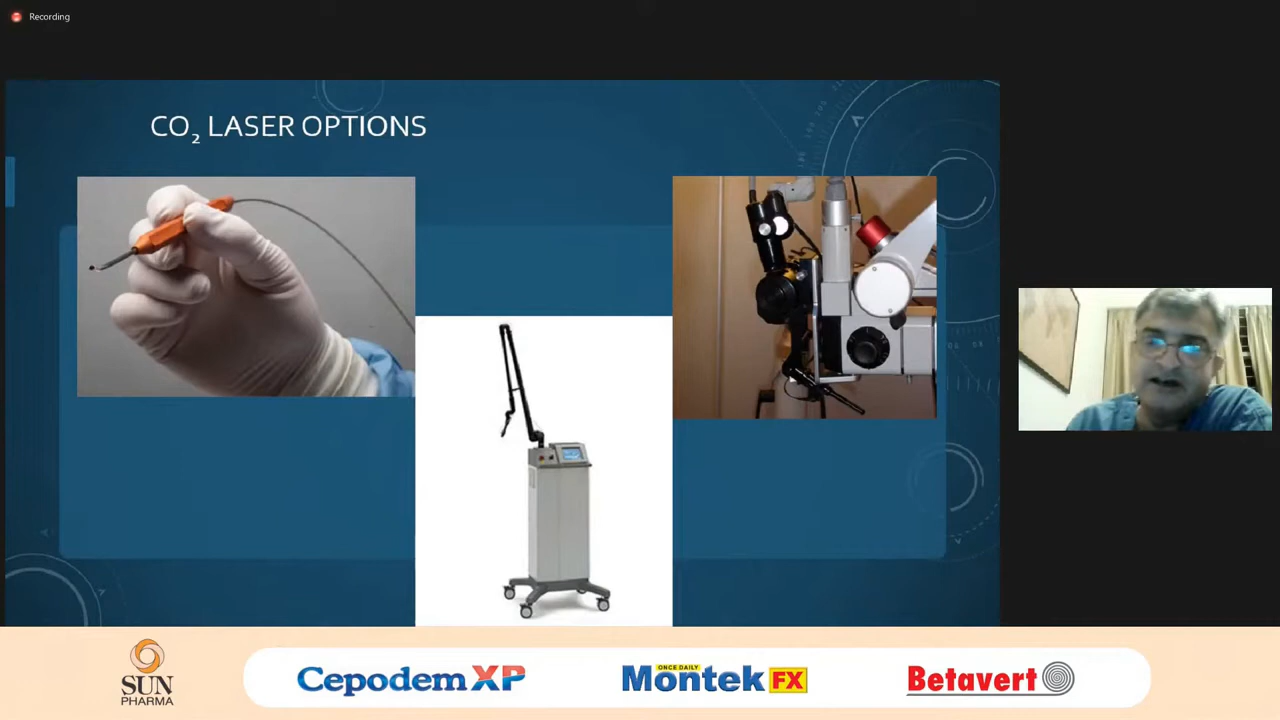 Recording
CO₂ LASER OPTIONS
SUN
PHARMA
Cepodem XP
ONCE DAILY
Montek FX
Betavert